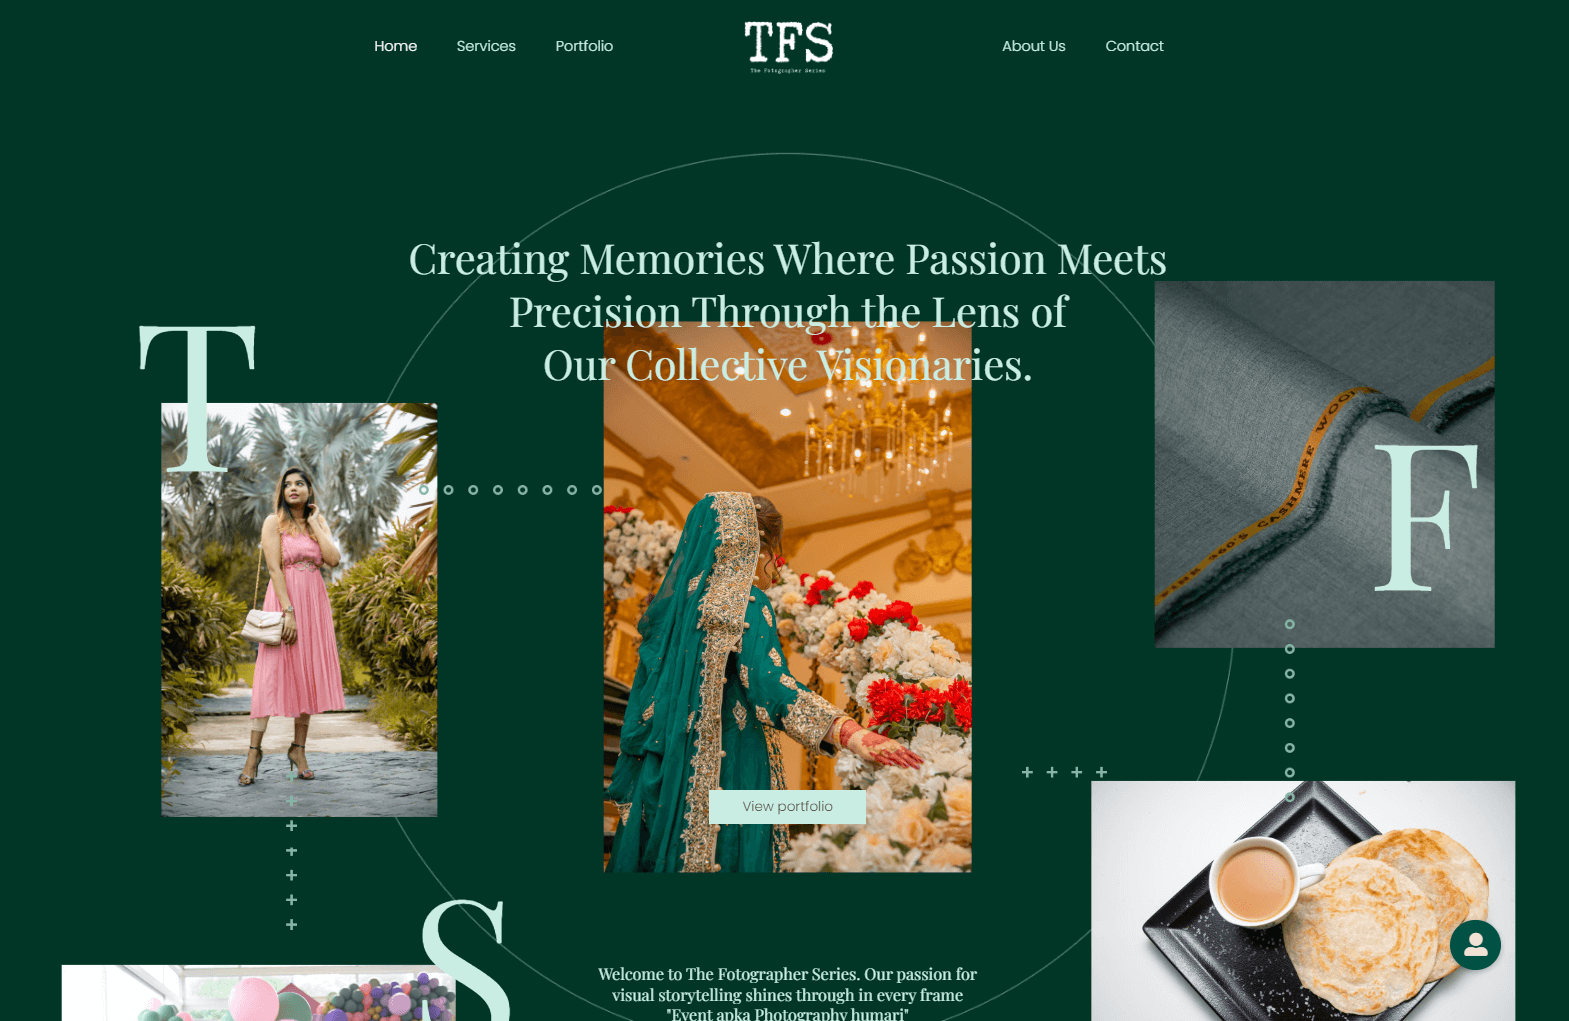 Home
Services
Portfolio
TFS
The Fotographer Series
About Us
Contact
Creating Memories Where Passion Meets
Precision Through the Lens of
Our Collective Visionaries.
T
F
CASHMERE
View portfolio
S
Welcome to The Fotographer Series. Our passion for
visual storytelling shines through in every frame
"Event apka Photography humari"